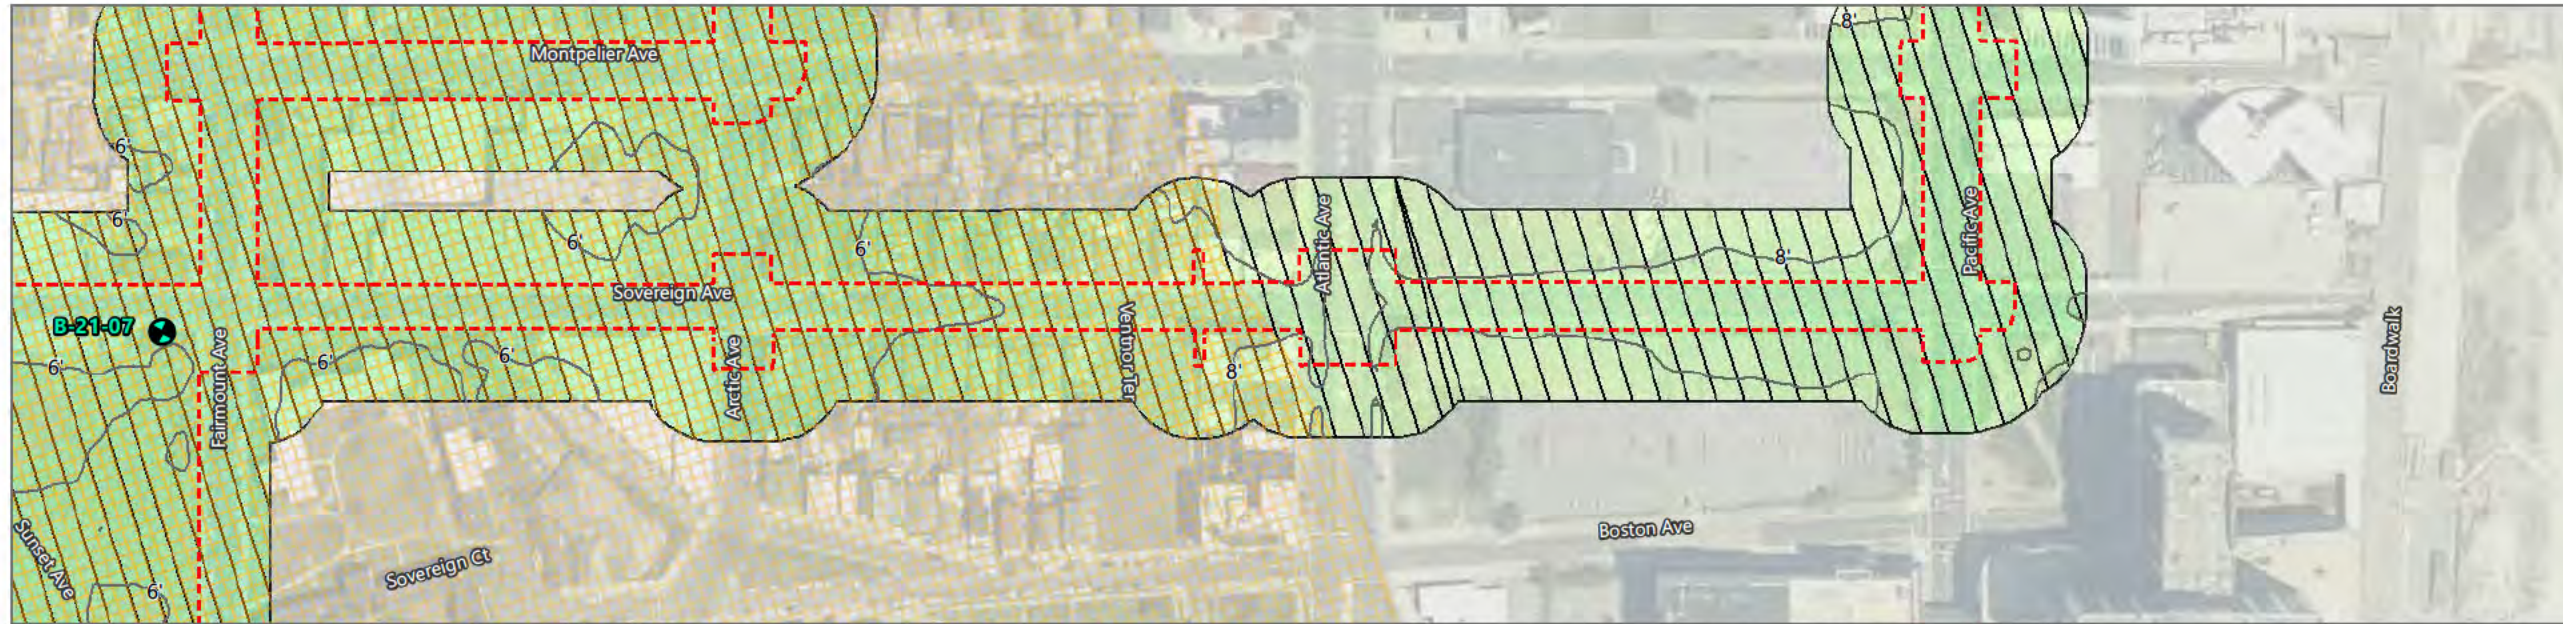 8'
Montpelier Ave
6'
6'
6'
6'
8'
Atlantic Ave
Pacific Ave
Sovereign Ave
B-21-07
6'
6'
6'
8'
Fairmount Ave
Arctic Ave
Ventnor Ter
Boardwalk
Sunset Ave
Sovereign Ct
Boston Ave
6'